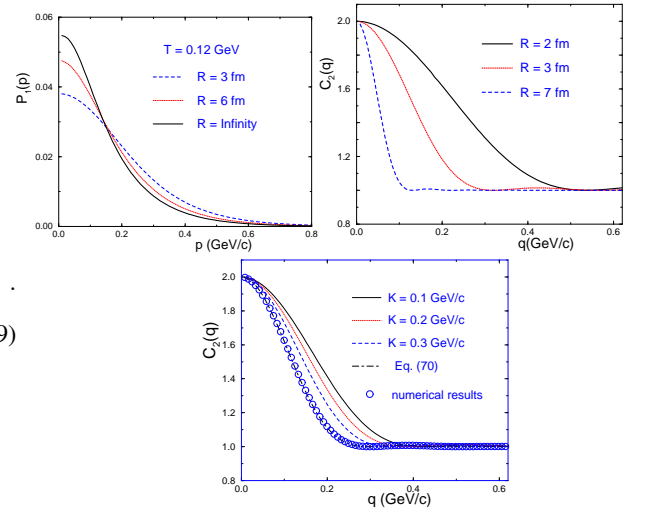 0.06
0.04
0.02
0.00
P₁(p)
T = 0.12 GeV
R = 3 fm
R = 6 fm
R = Infinity
0.0 0.2 0.4 0.6 0.8
p (GeV/c)
2.2
1.8
1.4
1.0
0.8
C₂(q)
R = 2 fm
R = 3 fm
R = 7 fm
0.0 0.2 0.4 0.6
q(GeV/c)
.
9)
2.0
1.8
1.6
1.4
1.2
1.0
0.8
C₂(q)
K = 0.1 GeV/c
K = 0.2 GeV/c
K = 0.3 GeV/c
Eq. (70)
numerical results
0.0 0.2 0.4 0.6
q (GeV/c)